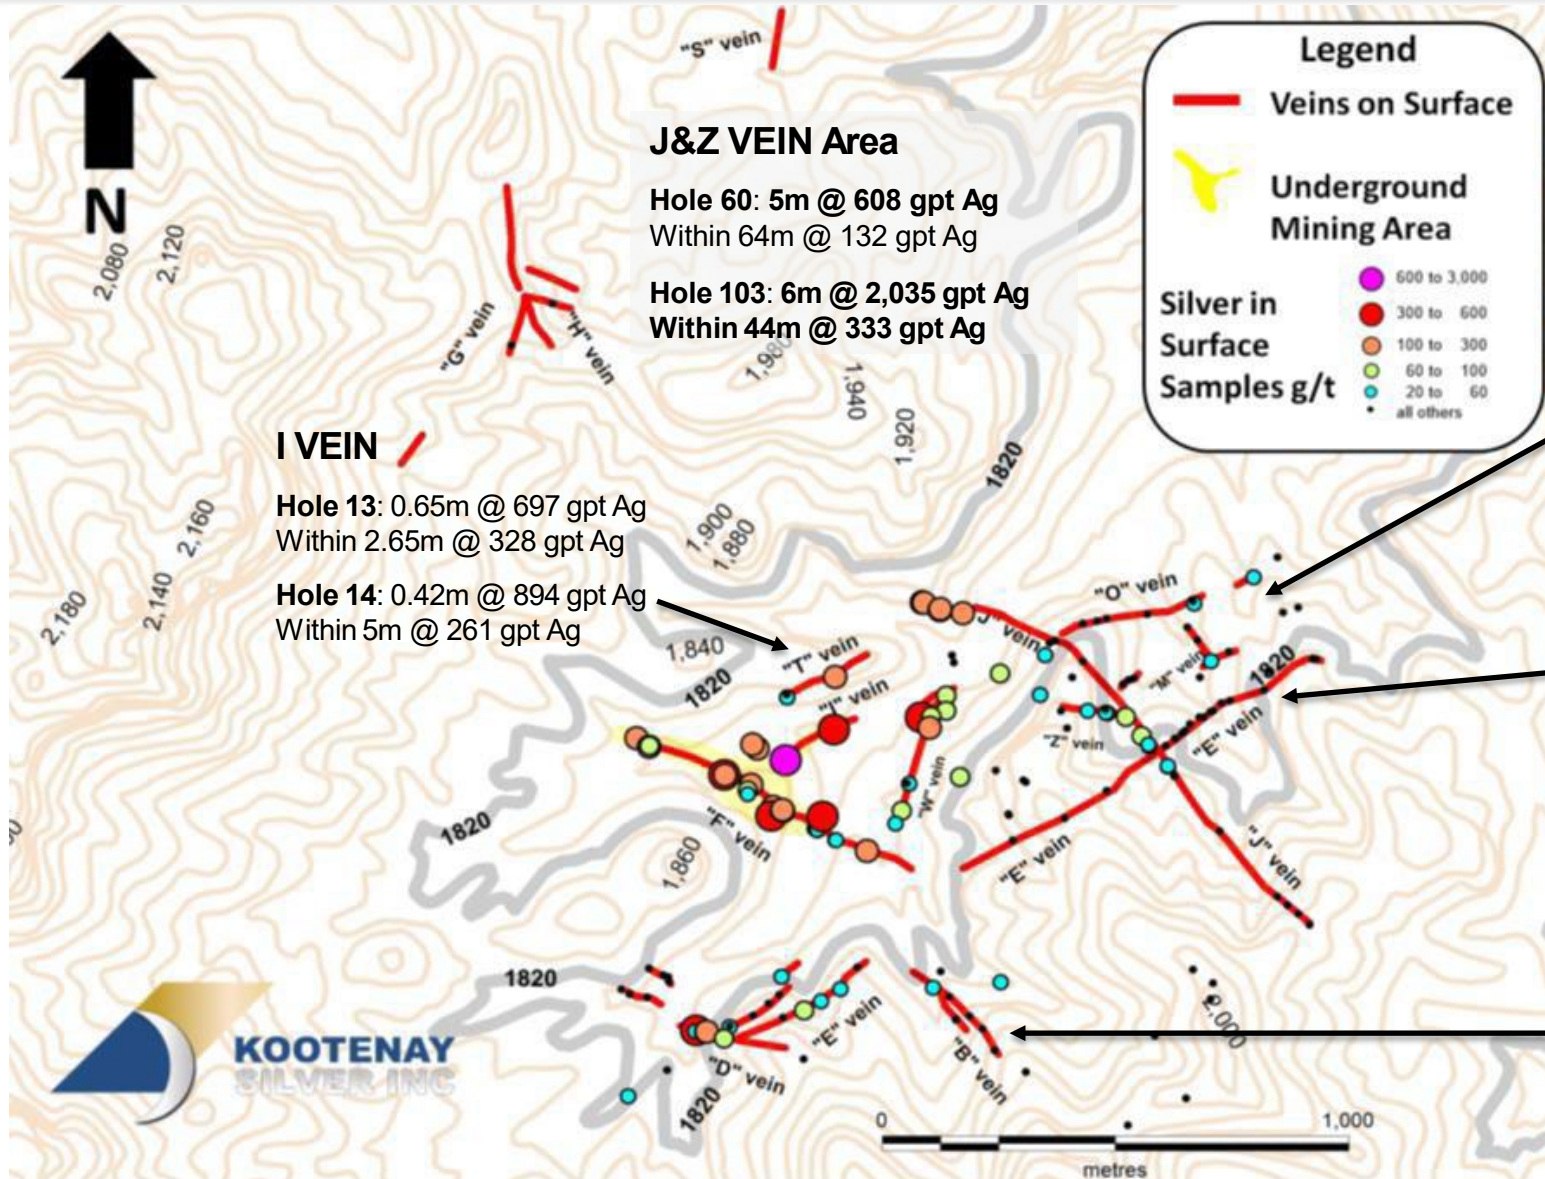 "S" vein
Legend
Veins on Surface
Underground
Mining Area
Silver in
Surface
Samples g/t
600 to 3,000
300 to 600
100 to 300
60 to 100
20 to 60
all others
N
2,080
2,120
J&Z VEIN Area
Hole 60: 5m @ 608 gpt Ag
Within 64m @ 132 gpt Ag
Hole 103: 6m @ 2,035 gpt Ag
Within 44m @ 333 gpt Ag
"G" vein
"H" vein
1,980
1,940
1,920
1820
I VEIN
Hole 13: 0.65m @ 697 gpt Ag
Within 2.65m @ 328 gpt Ag
Hole 14: 0.42m @ 894 gpt Ag
Within 5m @ 261 gpt Ag
2,160
2,140
2,180
1,900
1,880
1,840
1820
"T" vein
"I" vein
"J" vein
"O" vein
"M" vein
1820
"E" vein
"Z" vein
"W" vein
"F" vein
1820
1,860
"E" vein
"J" vein
1820
"E" vein
"D" vein
"B" vein
2,000
1820
KOOTENAY
SILVER INC
0 1,000
metres